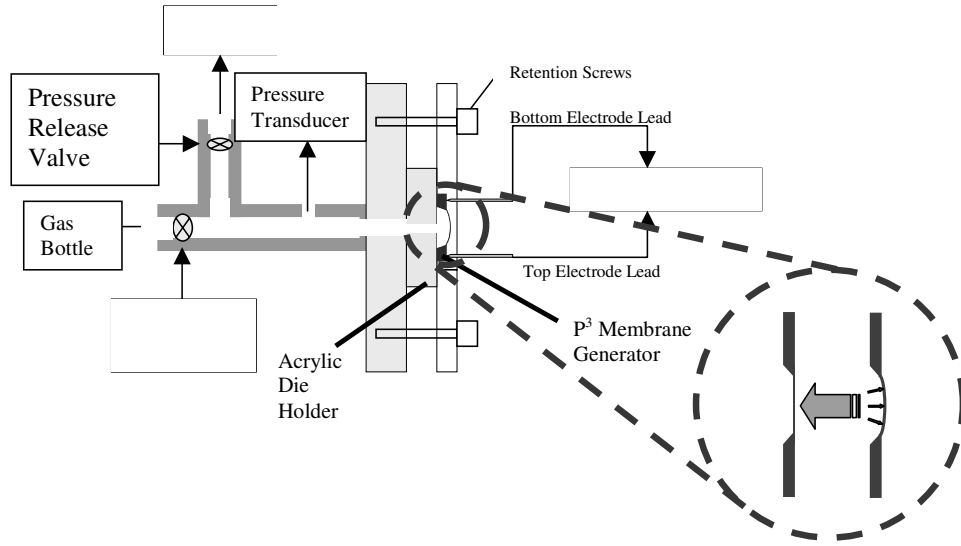 Retention Screws
Pressure
Release
Valve
Pressure
Transducer
Bottom Electrode Lead
Gas
Bottle
Top Electrode Lead
P³ Membrane
Generator
Acrylic
Die
Holder